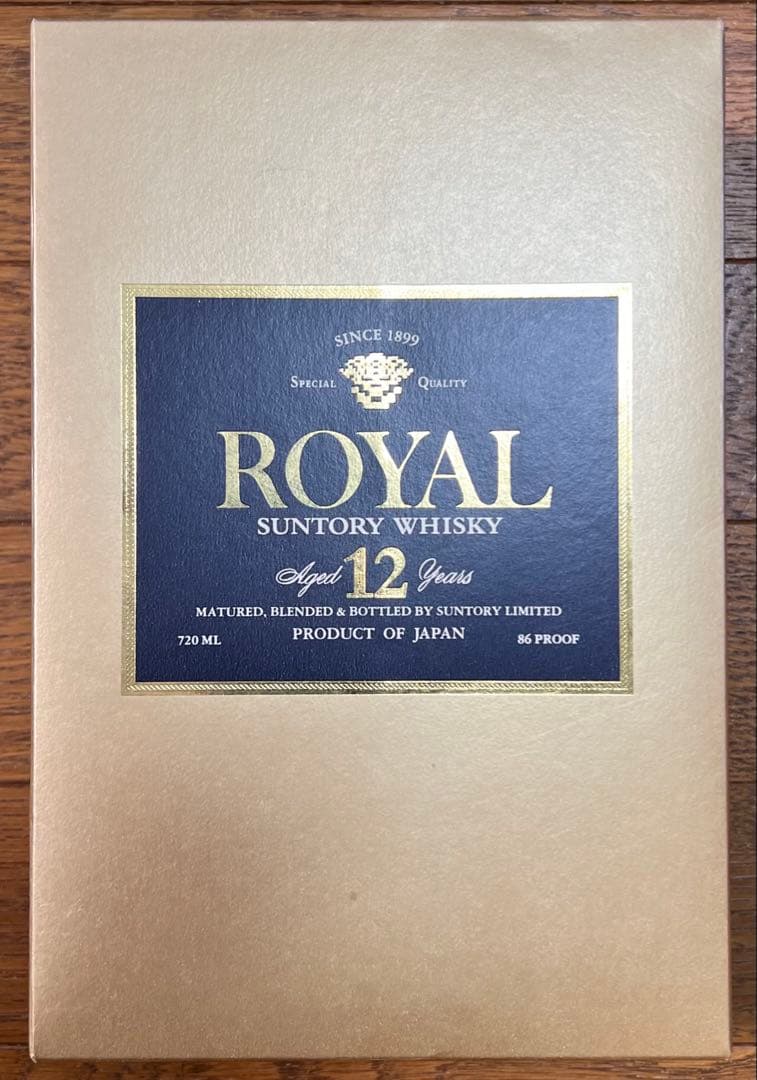 SINCE 1899
SPECIAL QUALITY
ROYAL
SUNTORY WHISKY
Aged 12 Years
MATURED, BLENDED & BOTTLED BY SUNTORY LIMITED
720 ML PRODUCT OF JAPAN 86 PROOF